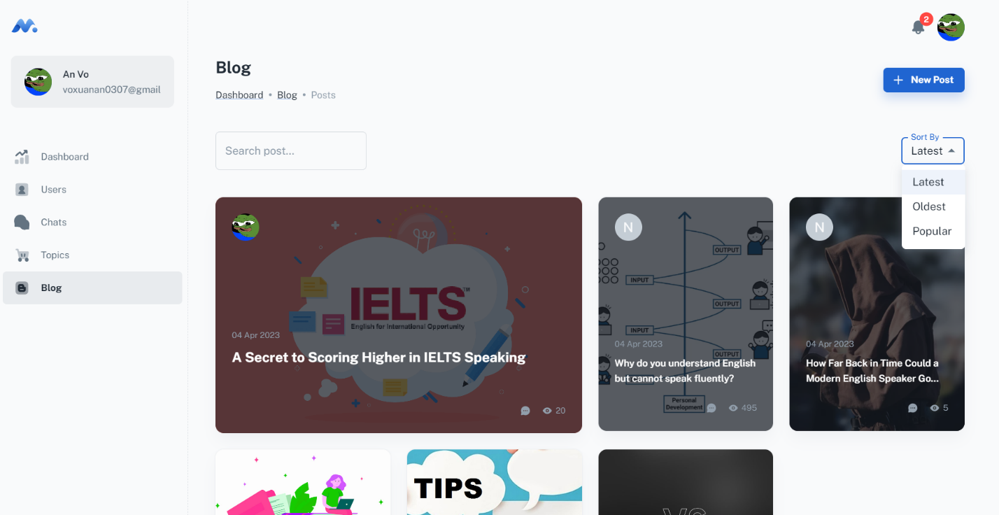 2
An Vo
voxuanan0307@gmail
Dashboard
Users
Chats
Topics
Blog
Blog
Dashboard • Blog • Posts
New Post
Search post...
Sort By
Latest
Latest
Oldest
Popular
IELTS™
English for International Opportunity
04 Apr 2023
A Secret to Scoring Higher in IELTS Speaking
20
N
OUTPUT
INPUT
OUTPUT
INPUT
OUTPUT
04 Apr 2023
Why do you understand English
but cannot speak fluently?
Personal
Development
495
N
04 Apr 2023
How Far Back in Time Could a
Modern English Speaker Go...
5
TIPS